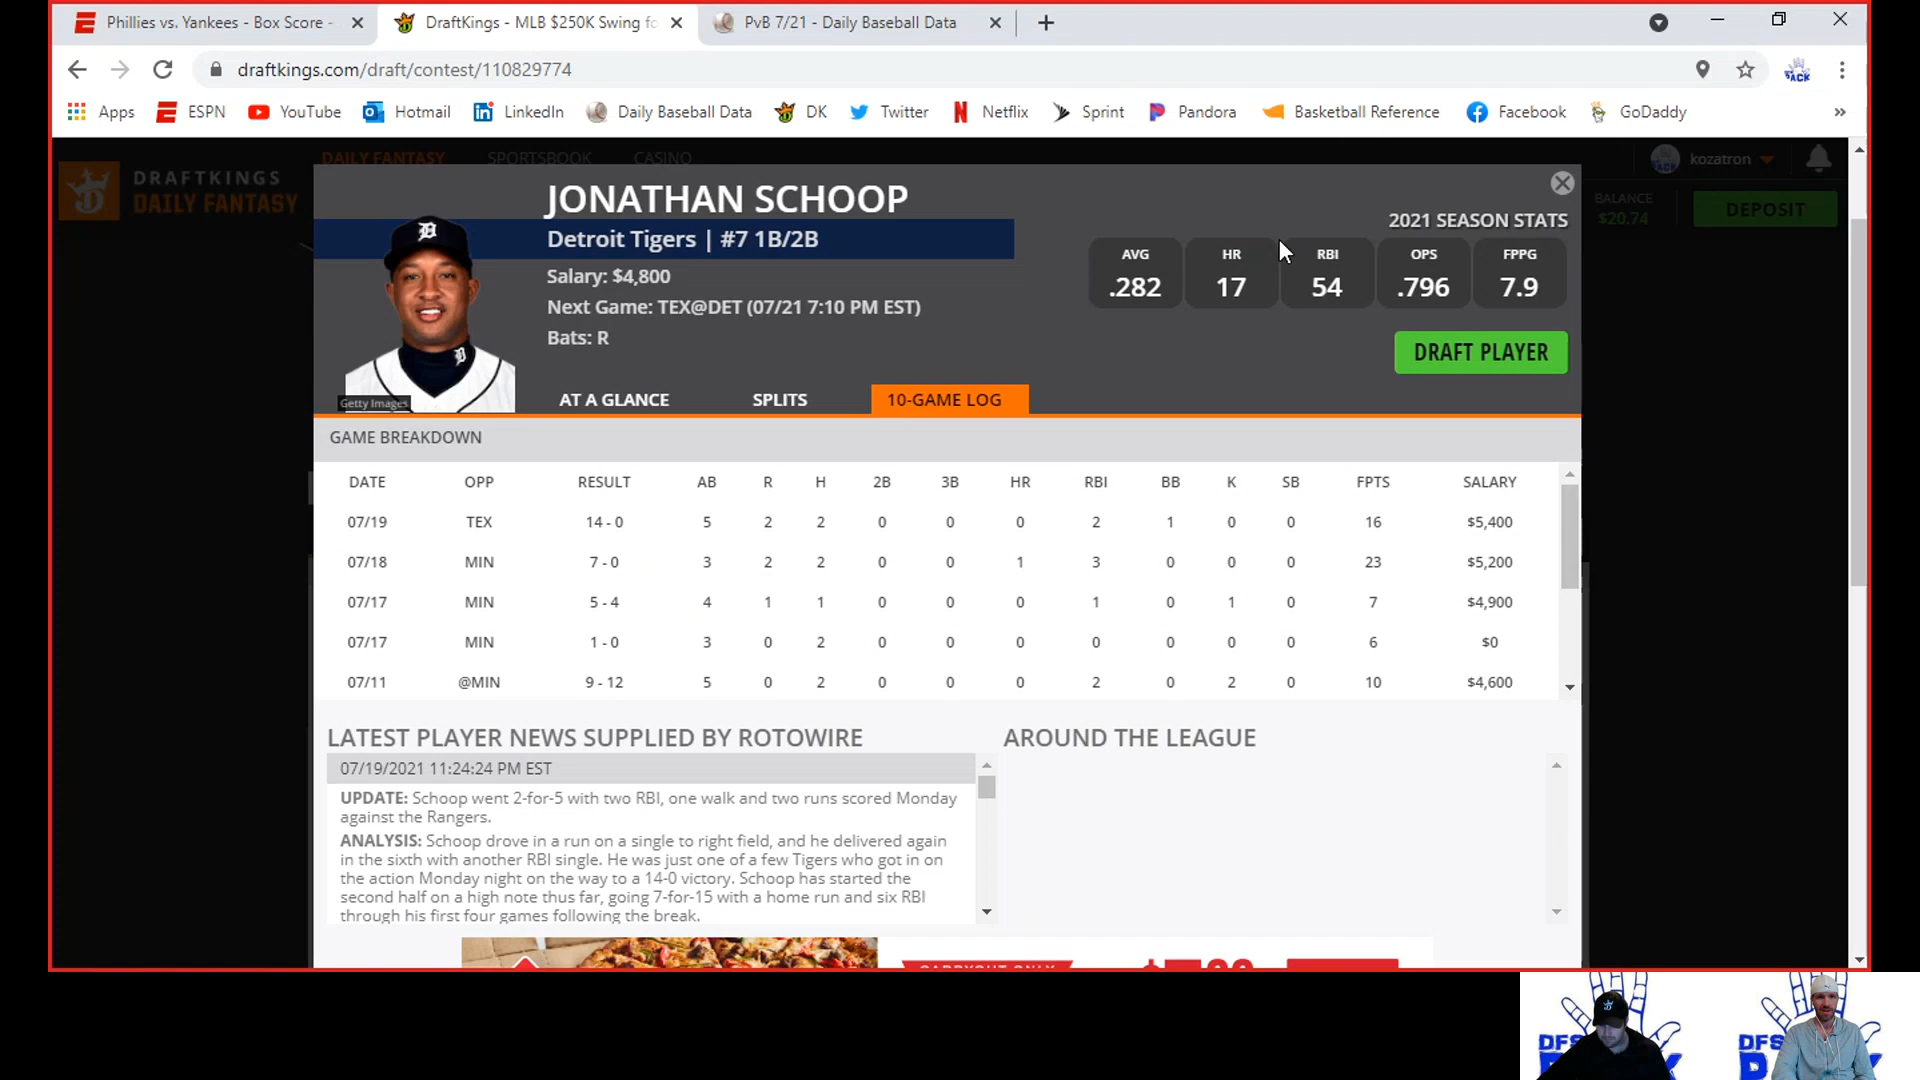 Phillies vs. Yankees - Box Score -
DraftKings - MLB $250K Swing fo
PvB 7/21 - Daily Baseball Data
draftkings.com/draft/contest/110829774
Apps ESPN YouTube Hotmail LinkedIn Daily Baseball Data DK Twitter Netflix Sprint Pandora Basketball Reference Facebook GoDaddy »
DRAFTKINGS
DAILY FANTASY
DAILY FANTASY SPORTSBOOK CASINO
kozatron
BALANCE
$20.74
DEPOSIT
JONATHAN SCHOOP
Detroit Tigers | #7 1B/2B
Salary: $4,800
Next Game: TEX@DET (07/21 7:10 PM EST)
Bats: R
Getty Images
2021 SEASON STATS
AVG HR RBI OPS FPPG
.282 17 54 .796 7.9
DRAFT PLAYER
AT A GLANCE SPLITS 10-GAME LOG
GAME BREAKDOWN
DATE OPP RESULT AB R H 2B 3B HR RBI BB K SB FPTS SALARY
07/19 TEX 14 - 0 5 2 2 0 0 0 2 1 0 0 16 $5,400
07/18 MIN 7 - 0 3 2 2 0 0 1 3 0 0 0 23 $5,200
07/17 MIN 5 - 4 4 1 1 0 0 0 1 0 1 0 7 $4,900
07/17 MIN 1 - 0 3 0 2 0 0 0 0 0 0 0 6 $0
07/11 @MIN 9 - 12 5 0 2 0 0 0 2 0 2 0 10 $4,600
LATEST PLAYER NEWS SUPPLIED BY ROTOWIRE
07/19/2021 11:24:24 PM EST
UPDATE: Schoop went 2-for-5 with two RBI, one walk and two runs scored Monday
against the Rangers.
ANALYSIS: Schoop drove in a run on a single to right field, and he delivered again
in the sixth with another RBI single. He was just one of a few Tigers who got in on
the action Monday night on the way to a 14-0 victory. Schoop has started the
second half on a high note thus far, going 7-for-15 with a home run and six RBI
through his first four games following the break.
AROUND THE LEAGUE
CARRYOUT ONLY
DFS
DFS